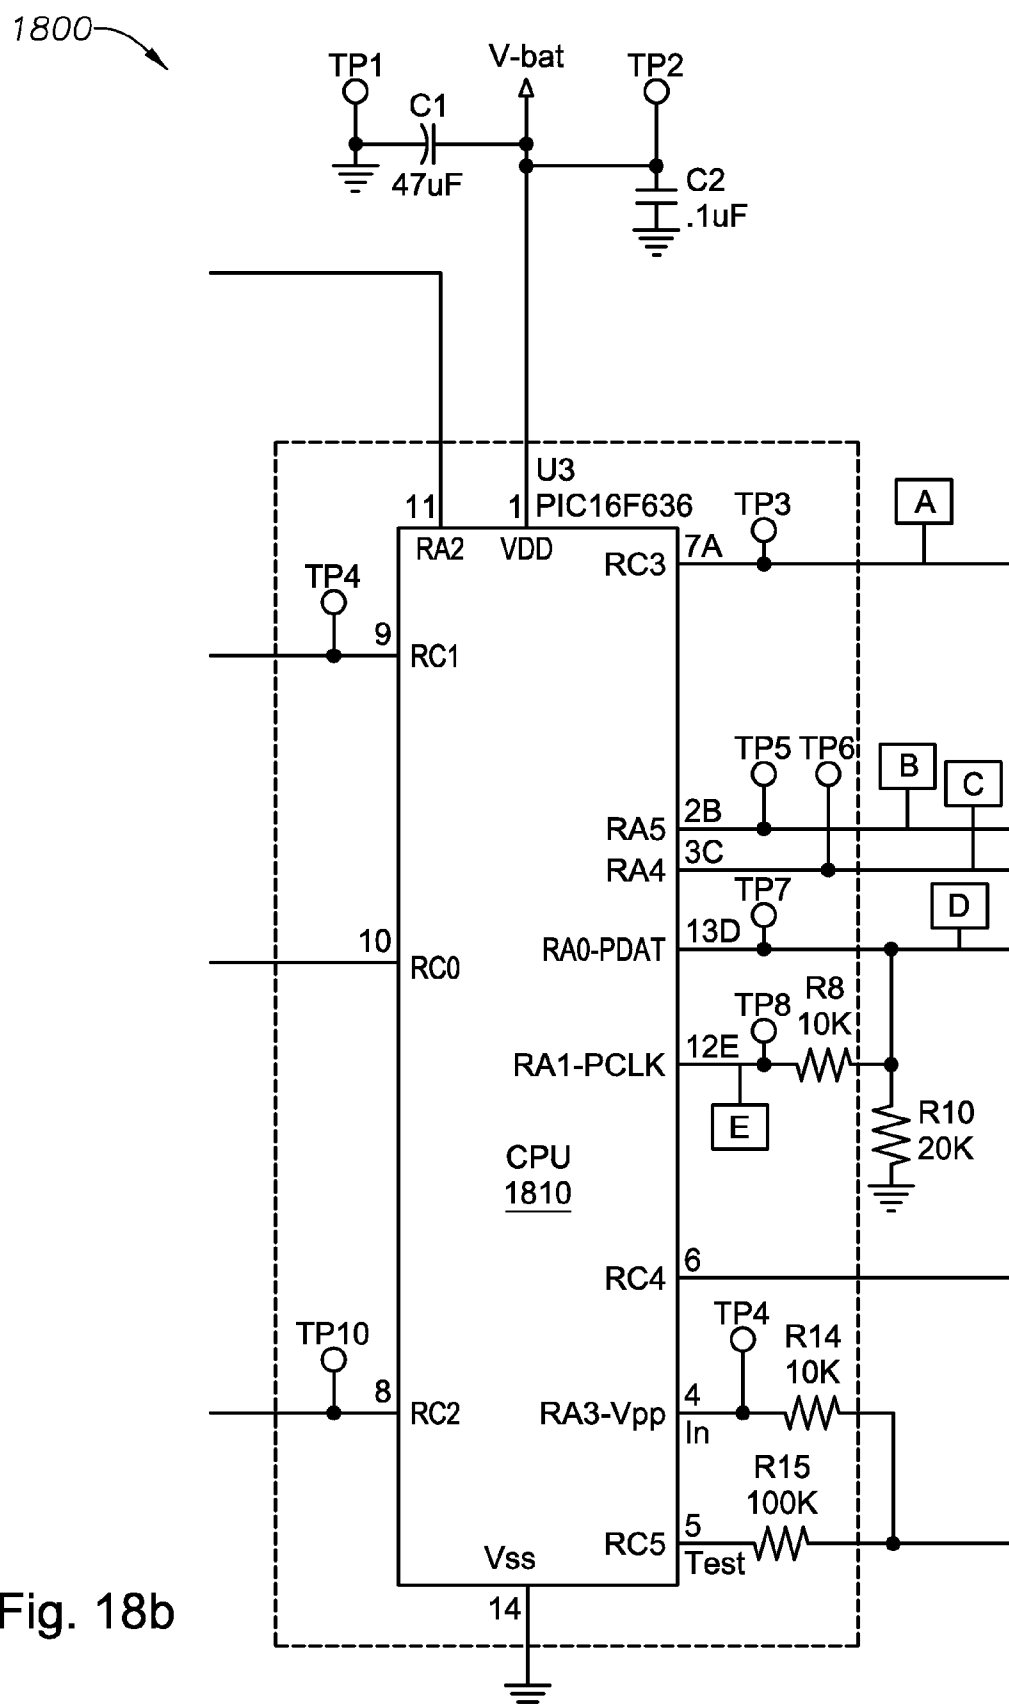 1800
TP1
V-bat
TP2
C1
47uF
C2
.1uF
U3
11
1
PIC16F636
TP3
A
RA2
VDD
7A
RC3
TP4
9
RC1
TP5
TP6
B
C
2B
RA5
3C
RA4
TP7
D
10
13D
RA0-PDAT
RC0
R8
TP8
10K
12E
RA1-PCLK
E
R10
20K
CPU
1810
6
RC4
TP4
TP10
R14
10K
8
4
RC2
RA3-Vpp
In
R15
100K
5
RC5
Vss
Test
14
Fig. 18b